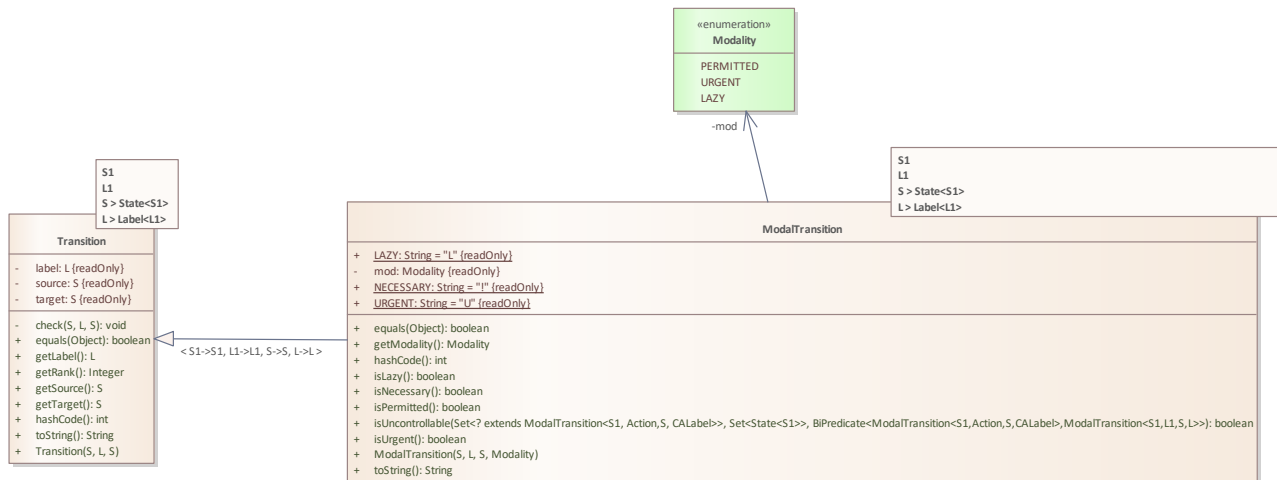 «enumeration»
Modality
PERMITTED
URGENT
LAZY
-mod
S1
L1
S > State<S1>
L > Label<L1>
Transition
- label: L {readOnly}
- source: S {readOnly}
- target: S {readOnly}
- check(S, L, S): void
+ equals(Object): boolean
+ getLabel(): L
+ getRank(): Integer
+ getSource(): S
+ getTarget(): S
+ hashCode(): int
+ toString(): String
+ Transition(S, L, S)
< S1->S1, L1->L1, S->S, L->L >
S1
L1
S > State<S1>
L > Label<L1>
ModalTransition
+ LAZY: String = "L" {readOnly}
- mod: Modality {readOnly}
+ NECESSARY: String = "!" {readOnly}
+ URGENT: String = "U" {readOnly}
+ equals(Object): boolean
+ getModality(): Modality
+ hashCode(): int
+ isLazy(): boolean
+ isNecessary(): boolean
+ isPermitted(): boolean
+ isUncontrollable(Set<? extends ModalTransition<S1, Action,S, CALabel>>, Set<State<S1>>, BiPredicate<ModalTransition<S1,Action,S,CALabel>,ModalTransition<S1,L1,S,L>>): boolean
+ isUrgent(): boolean
+ ModalTransition(S, L, S, Modality)
+ toString(): String